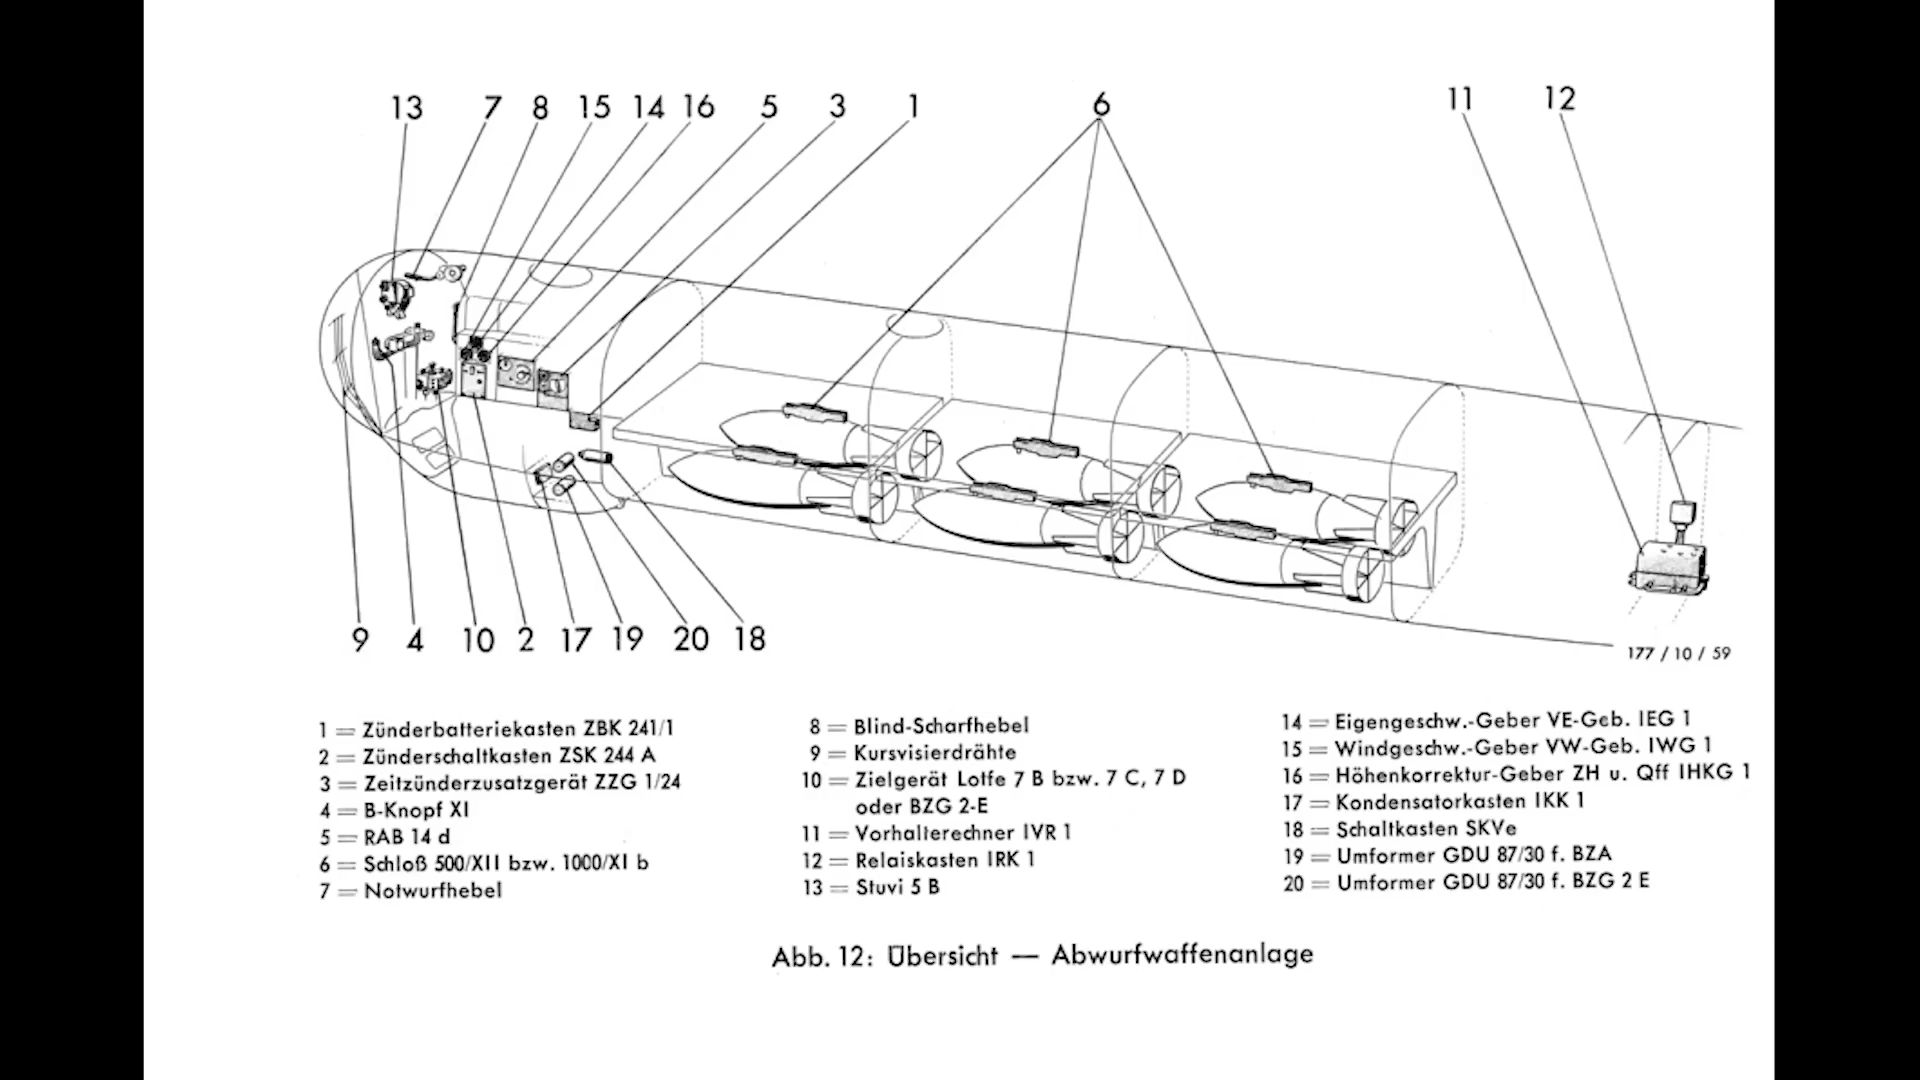 13 7 8 15 14 16 5 3 1 6 11 12
9 4 10 2 17 19 20 18
177 / 10 / 59
1 = Zünderbatteriekasten ZBK 241/1
2 = Zünderschaltkasten ZSK 244 A
3 = Zeitzünderzusatzgerät ZZG 1/24
4 = B-Knopf XI
5 = RAB 14 d
6 = Schloß 500/XII bzw. 1000/XI b
7 = Notwurfhebel
8 = Blind-Scharfhebel
9 = Kursvisierdrähte
10 = Zielgerät Lotfe 7 B bzw. 7 C, 7 D
oder BZG 2-E
11 = Vorhalterechner IVR 1
12 = Relaiskasten IRK 1
13 = Stuvi 5 B
14 = Eigengeschw.-Geber VE-Geb. IEG 1
15 = Windgeschw.-Geber VW-Geb. IWG 1
16 = Höhenkorrektur-Geber ZH u. Qff IHKG 1
17 = Kondensatorkasten IKK 1
18 = Schaltkasten SKVe
19 = Umformer GDU 87/30 f. BZA
20 = Umformer GDU 87/30 f. BZG 2 E
Abb. 12: Übersicht — Abwurfwaffenanlage